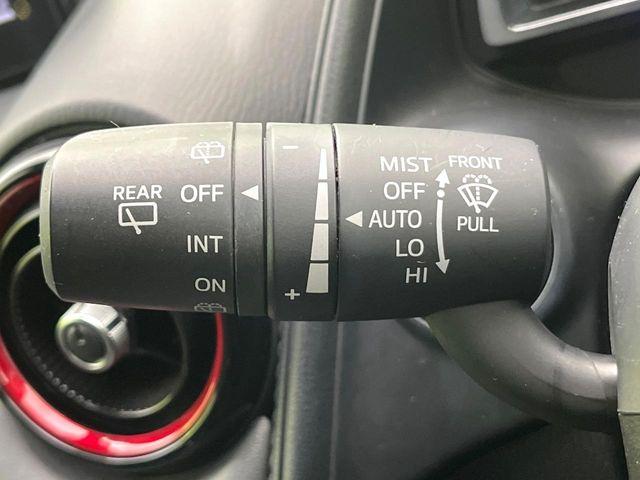 REAR
OFF
INT
ON
−
+
MIST
OFF
AUTO
LO
HI
FRONT
PULL